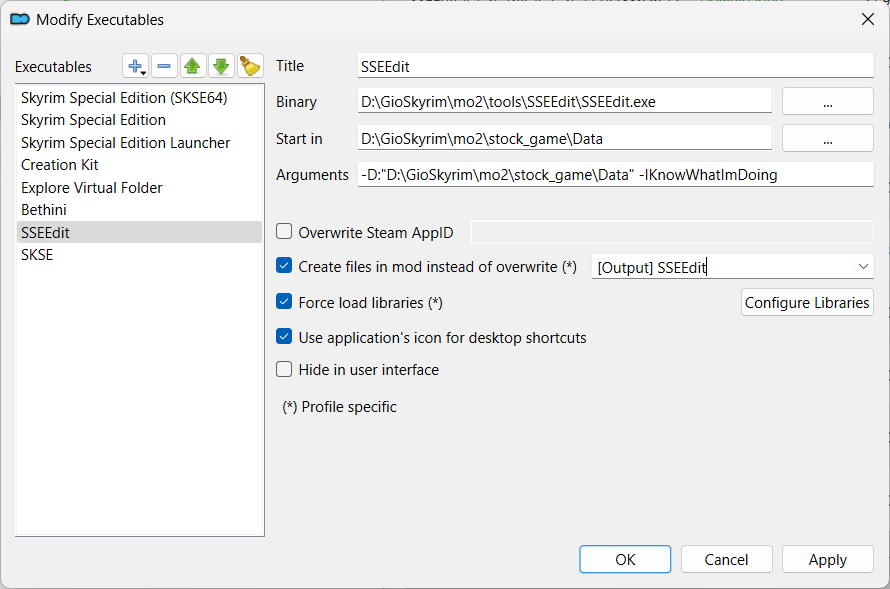 Modify Executables
Executables
Skyrim Special Edition (SKSE64)
Skyrim Special Edition
Skyrim Special Edition Launcher
Creation Kit
Explore Virtual Folder
Bethini
SSEEdit
SKSE
Title
SSEEdit
Binary
D:\GioSkyrim\mo2\tools\SSEEdit\SSEEdit.exe
...
Start in
D:\GioSkyrim\mo2\stock_game\Data
...
Arguments
-D:"D:\GioSkyrim\mo2\stock_game\Data" -IKnowWhatImDoing
Overwrite Steam AppID
Create files in mod instead of overwrite (*)
[Output] SSEEdit
Force load libraries (*)
Configure Libraries
Use application's icon for desktop shortcuts
Hide in user interface
(*) Profile specific
OK
Cancel
Apply